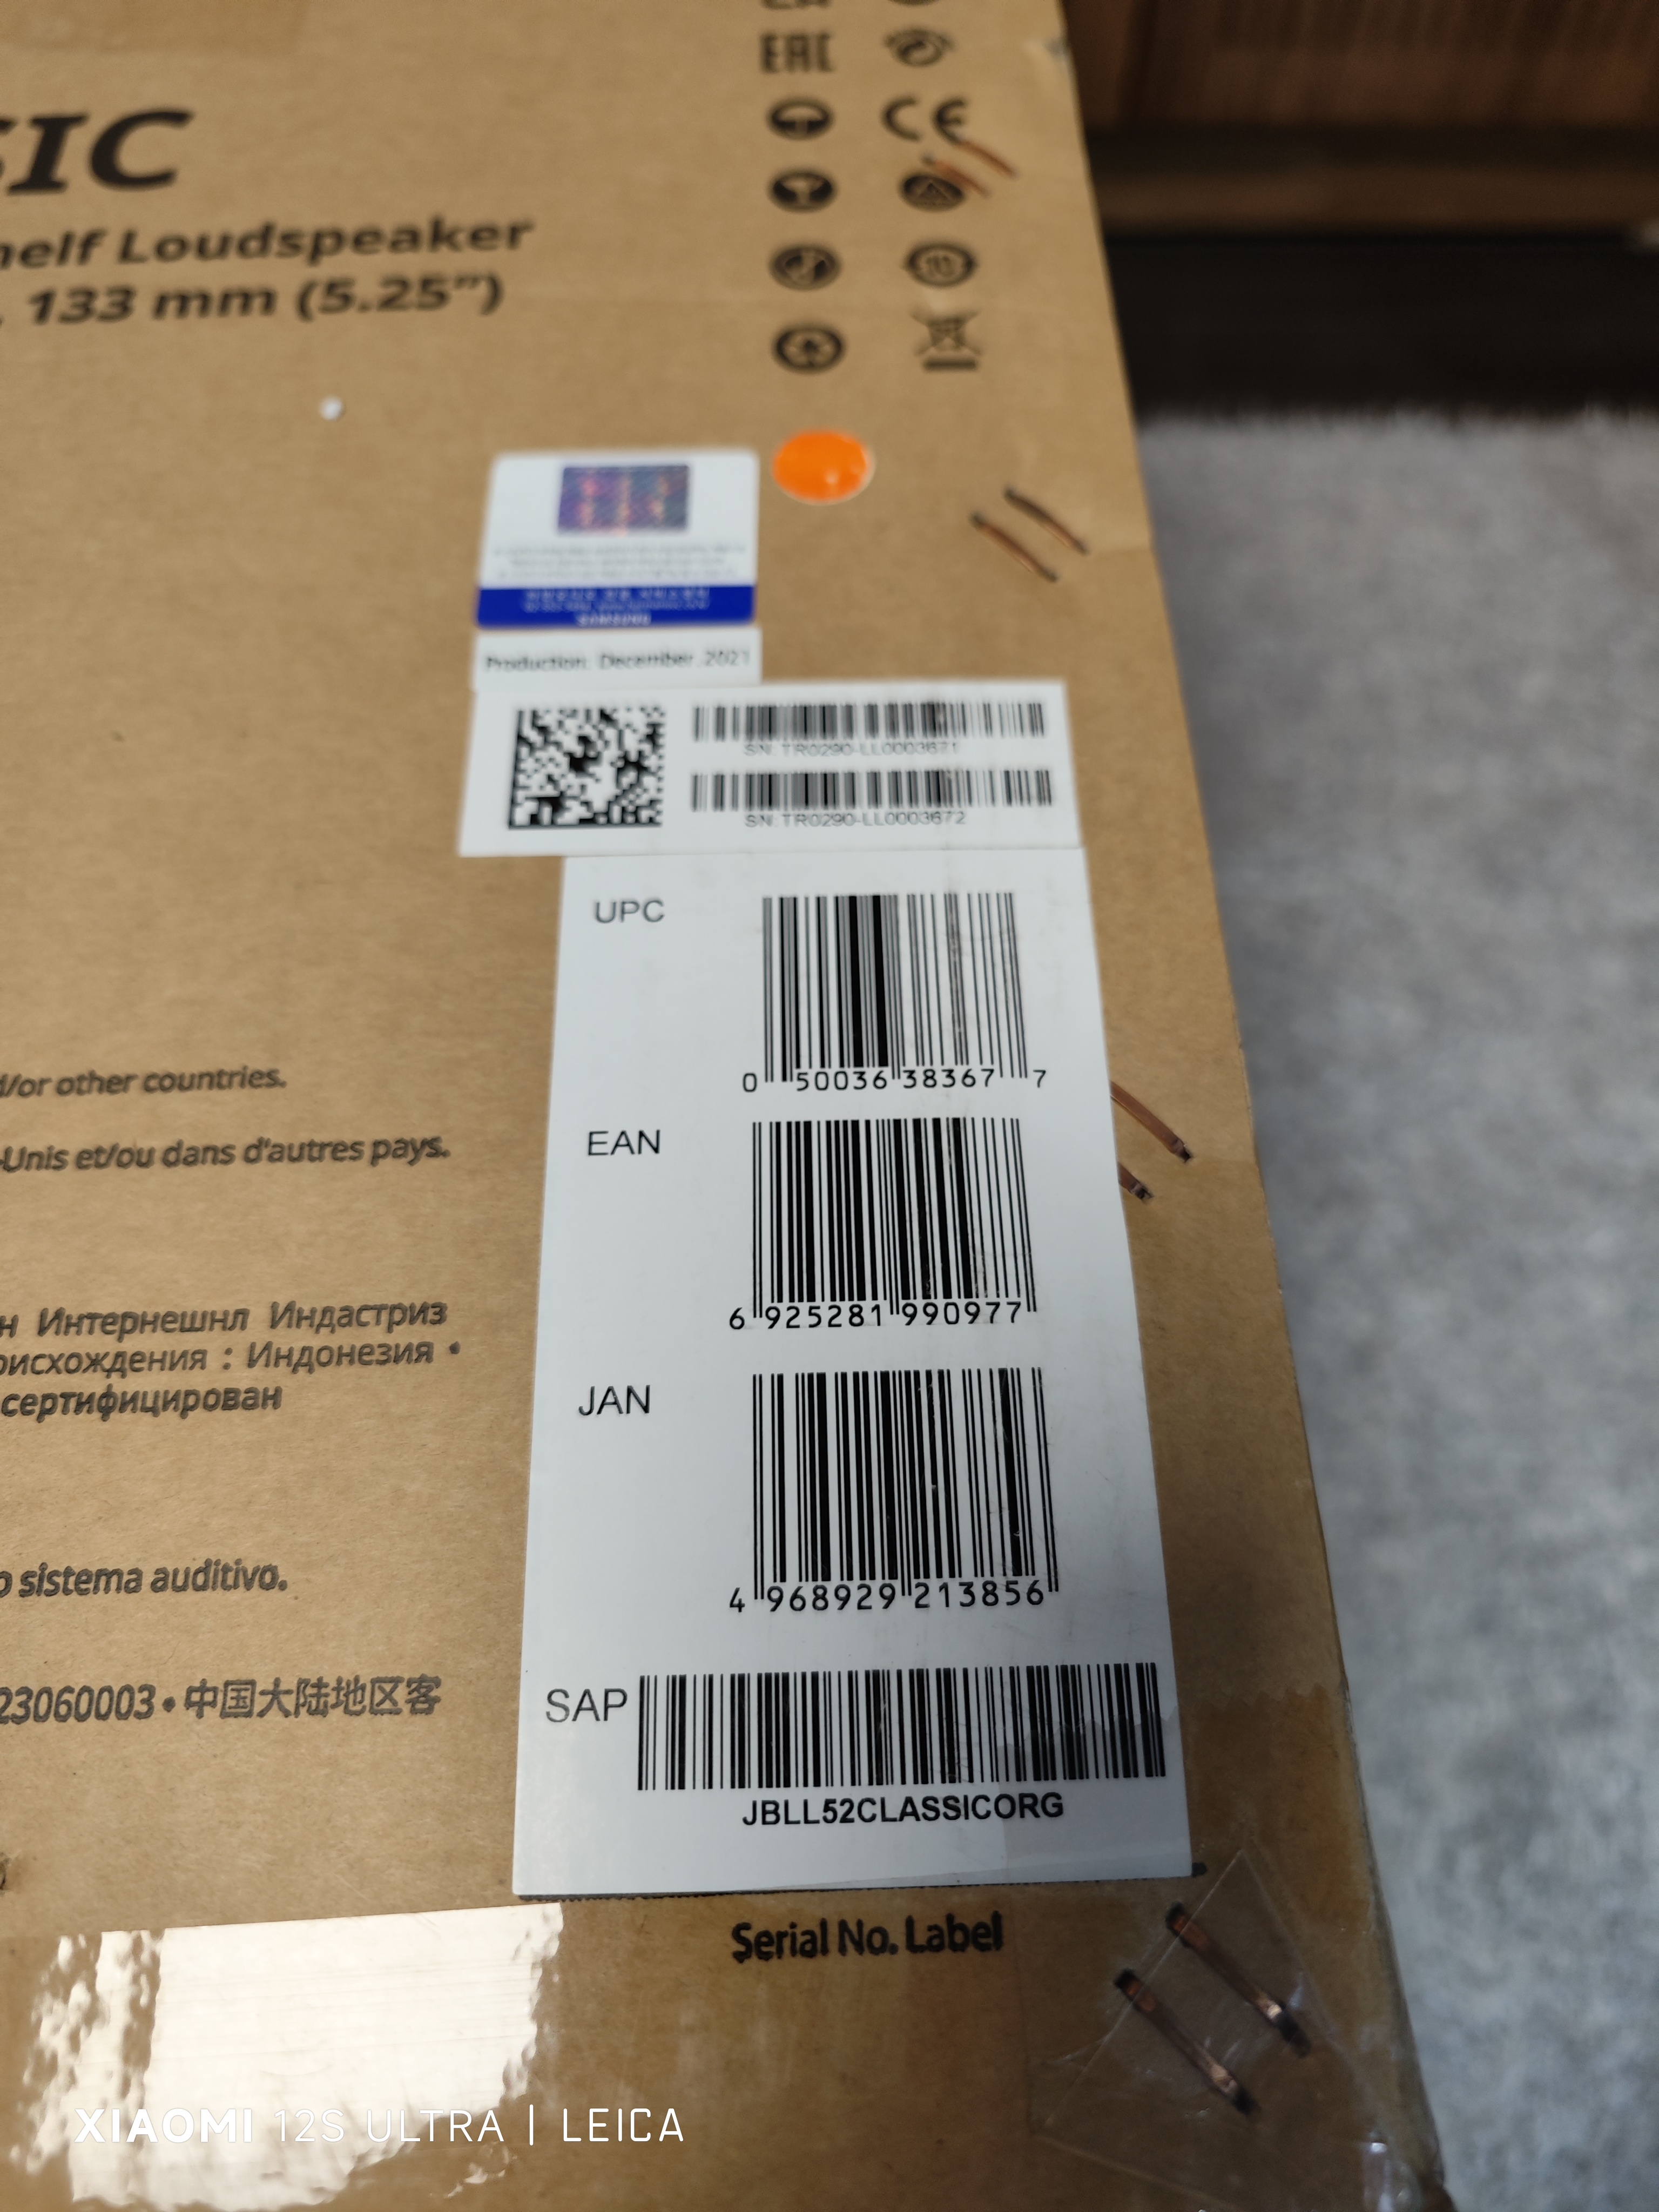 EAC
CE
SIC
helf Loudspeaker
133 mm (5.25”)
SAMSUNG
Production: December .2021
SN: TR0290-LL0003671
SN: TR0290-LL0003672
UPC
0 50036 38367 7
d/or other countries.
EAN
-Unis et/ou dans d'autres pays.
6 925281 990977
н Интернешнл Индастриз
оисхождения : Индонезия •
сертифицирован
JAN
4 968929 213856
o sistema auditivo.
23060003 • 中国大陆地区客
SAP
JBLL52CLASSICORG
Serial No. Label
XIAOMI 12S ULTRA | LEICA